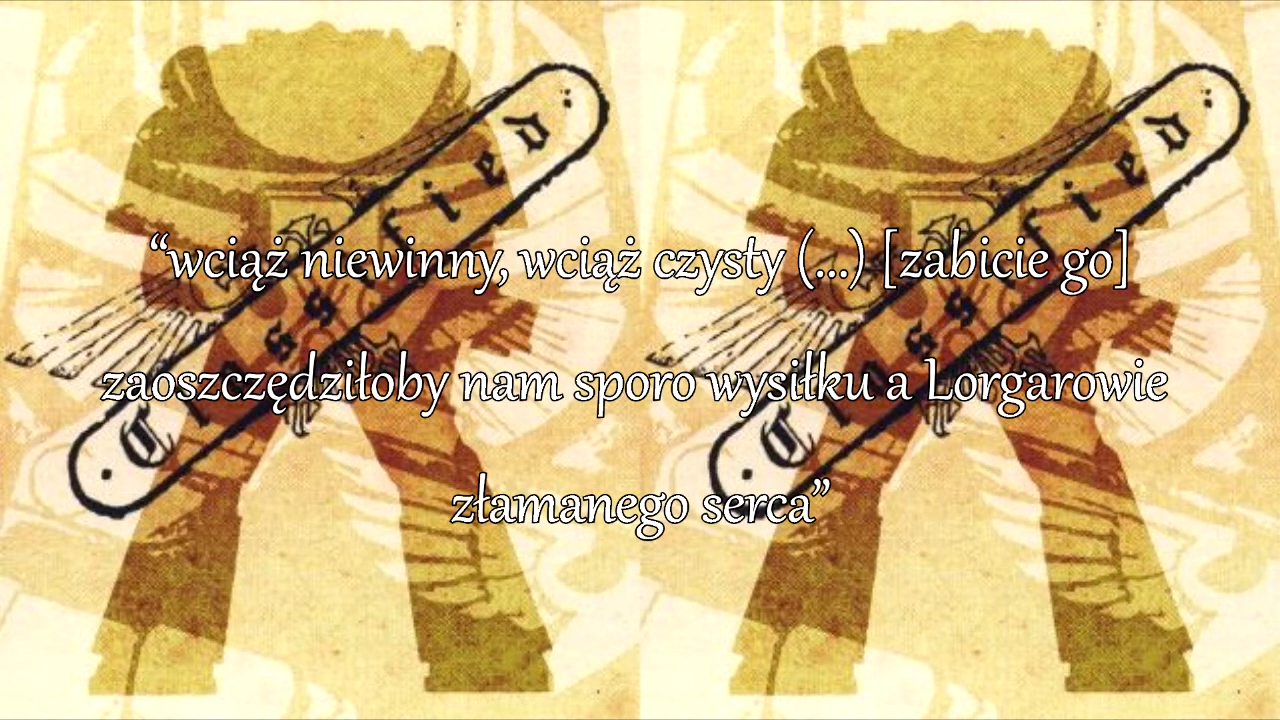 “wciąż niewinny, wciąż czysty (...) [zabicie go]
zaoszczędziłoby nam sporo wysiłku a Lorgarowie
złamanego serca”